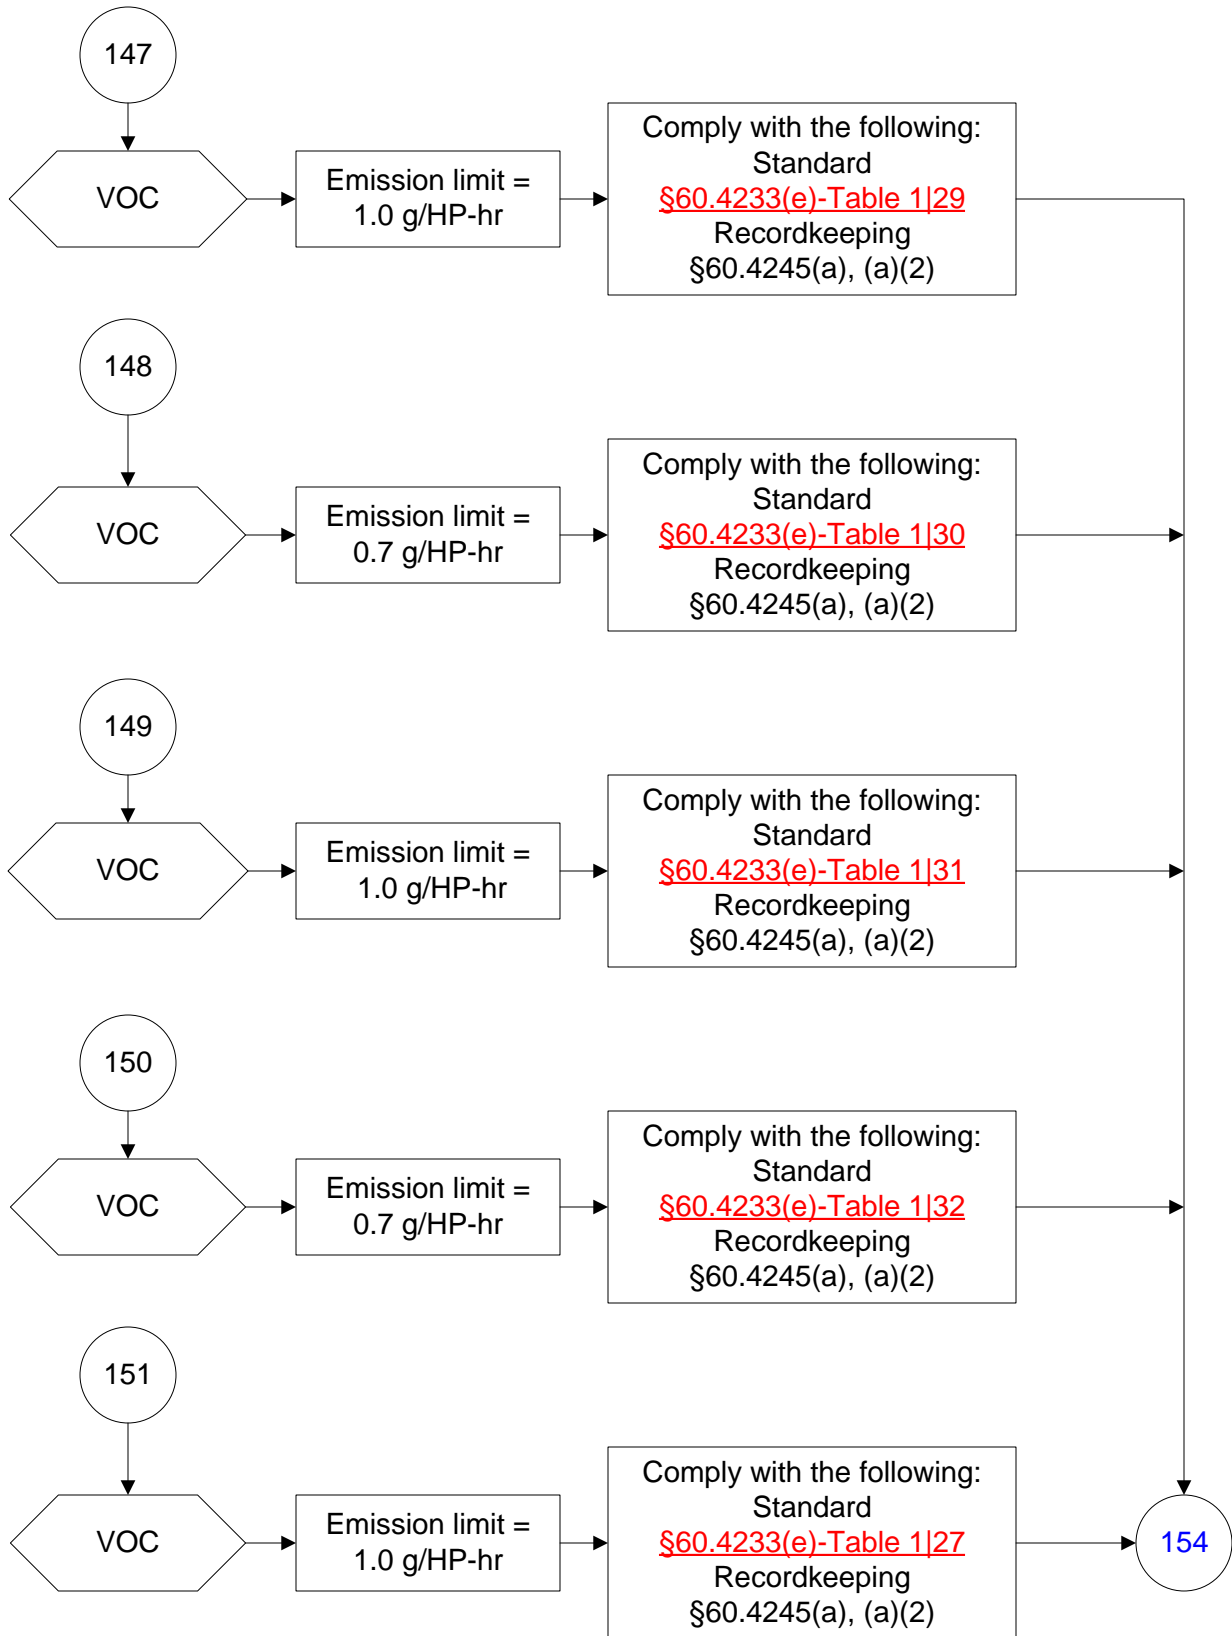 147
VOC
Emission limit =
1.0 g/HP-hr
Comply with the following:
Standard
§60.4233(e)-Table 1|29
Recordkeeping
§60.4245(a), (a)(2)
148
VOC
Emission limit =
0.7 g/HP-hr
Comply with the following:
Standard
§60.4233(e)-Table 1|30
Recordkeeping
§60.4245(a), (a)(2)
149
VOC
Emission limit =
1.0 g/HP-hr
Comply with the following:
Standard
§60.4233(e)-Table 1|31
Recordkeeping
§60.4245(a), (a)(2)
150
VOC
Emission limit =
0.7 g/HP-hr
Comply with the following:
Standard
§60.4233(e)-Table 1|32
Recordkeeping
§60.4245(a), (a)(2)
151
VOC
Emission limit =
1.0 g/HP-hr
Comply with the following:
Standard
§60.4233(e)-Table 1|27
Recordkeeping
§60.4245(a), (a)(2)
154